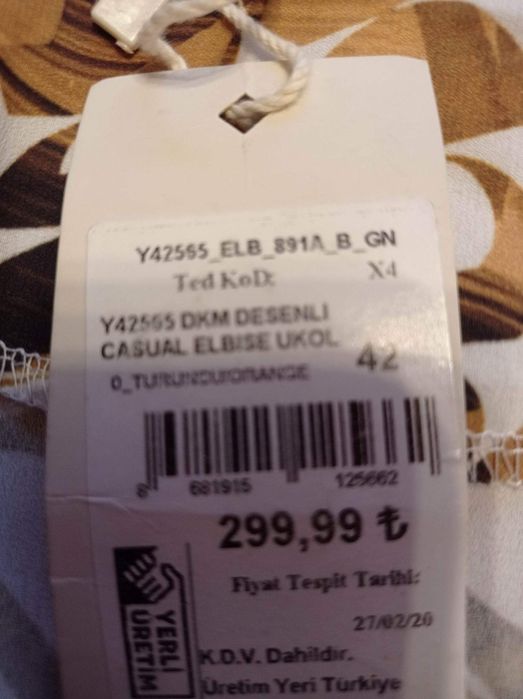 Y42565_ELB_891A_B_GN
Ted KoD: X4
Y42565 DKM DESENLİ
CASUAL ELBISE UKOL 42
0_TURUNCU/ORANGE
8 681915 125662
299,99 ₺
Fiyat Tespit Tarihi:
27/02/20
YERLİ
ÜRETİM
K.D.V. Dahildir.
Üretim Yeri Türkiye